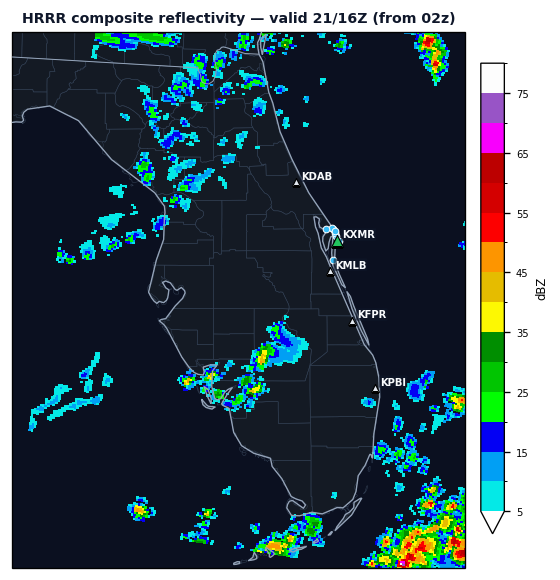 HRRR composite reflectivity — valid 21/16Z (from 02z)
KDAB
KXMR
KMLB
KFPR
KPBI
75
65
55
45
35
25
15
5
dBZ